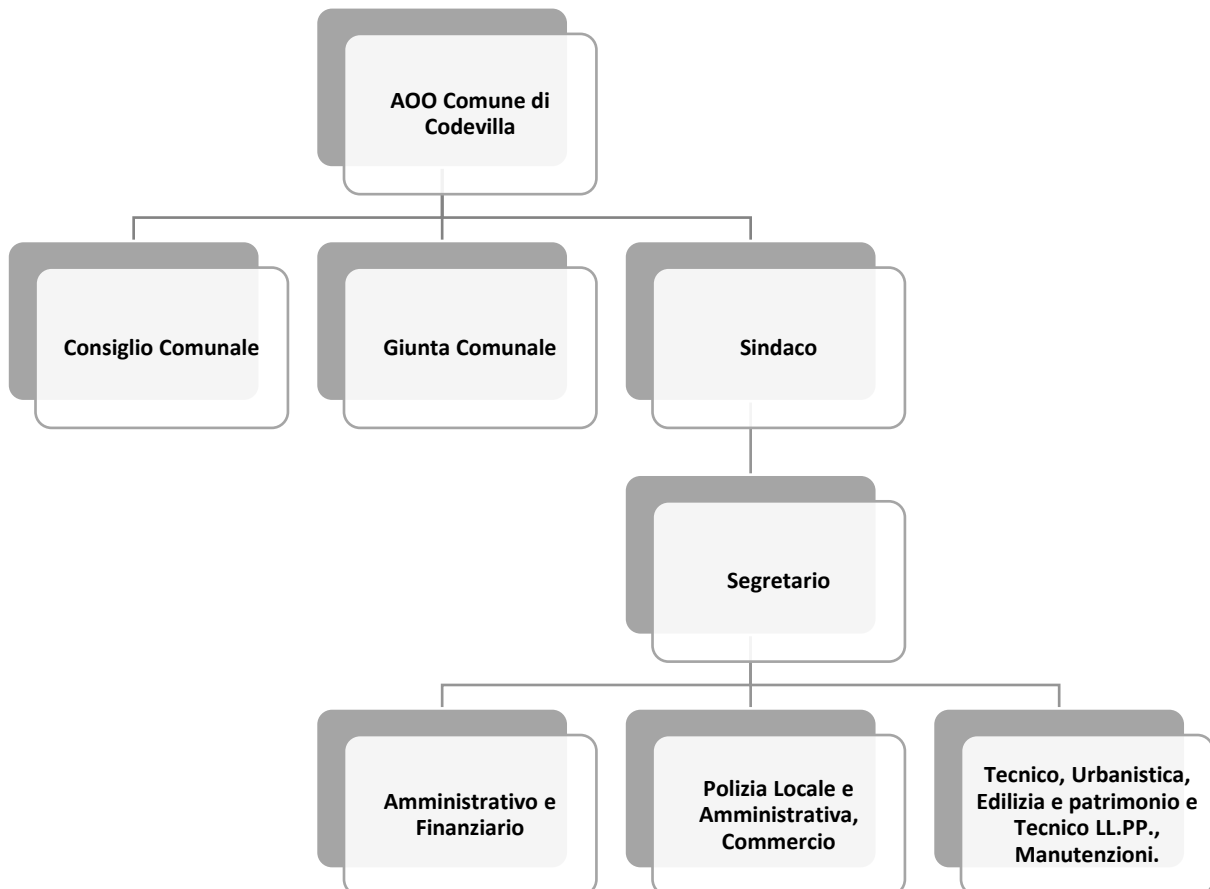 AOO Comune di
Codevilla
Consiglio Comunale
Giunta Comunale
Sindaco
Segretario
Amministrativo e
Finanziario
Polizia Locale e
Amministrativa,
Commercio
Tecnico, Urbanistica,
Edilizia e patrimonio e
Tecnico LL.PP.,
Manutenzioni.